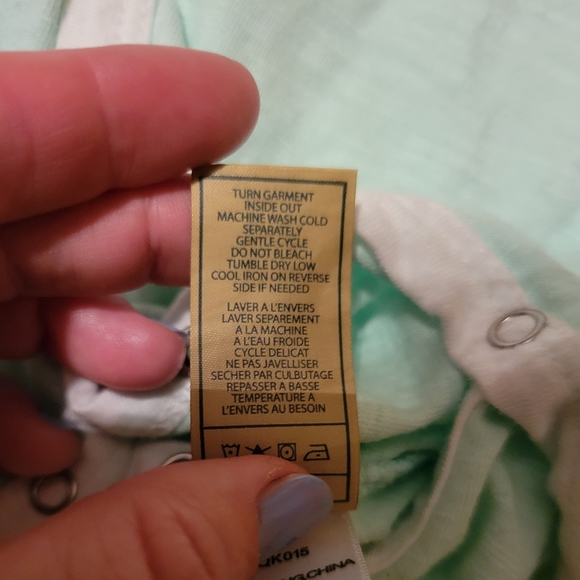 TURN GARMENT
INSIDE OUT
MACHINE WASH COLD
SEPARATELY
GENTLE CYCLE
DO NOT BLEACH
TUMBLE DRY LOW
COOL IRON ON REVERSE
SIDE IF NEEDED
LAVER A L'ENVERS
LAVER SEPAREMENT
A LA MACHINE
A L'EAU FROIDE
CYCLE DELICAT
NE PAS JAVELLISER
SECHER PAR CULBUTAGE
REPASSER A BASSE
TEMPERATURE A
L'ENVERS AU BESOIN
QK015
CHINA